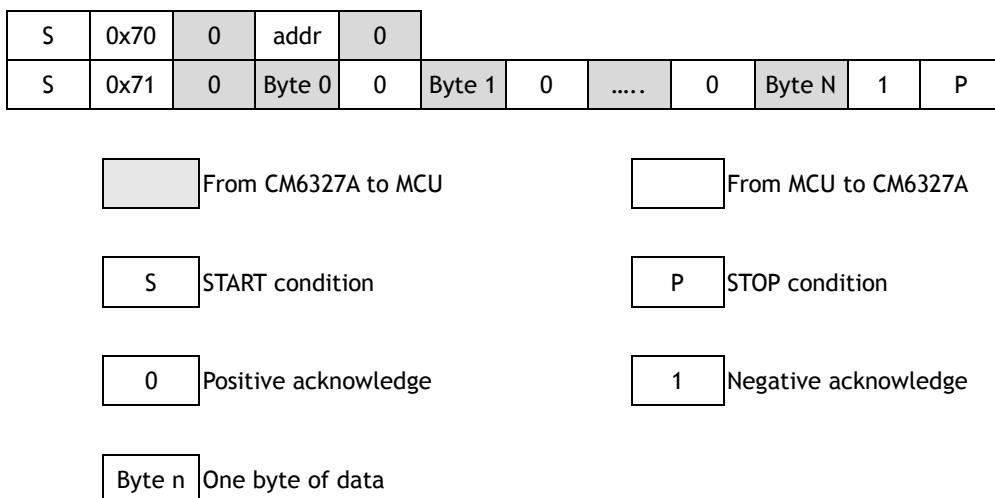 S 0x70 0 addr 0
S 0x71 0 Byte 0 0 Byte 1 0 ….. 0 Byte N 1 P
From CM6327A to MCU From MCU to CM6327A
S START condition P STOP condition
0 Positive acknowledge 1 Negative acknowledge
Byte n One byte of data